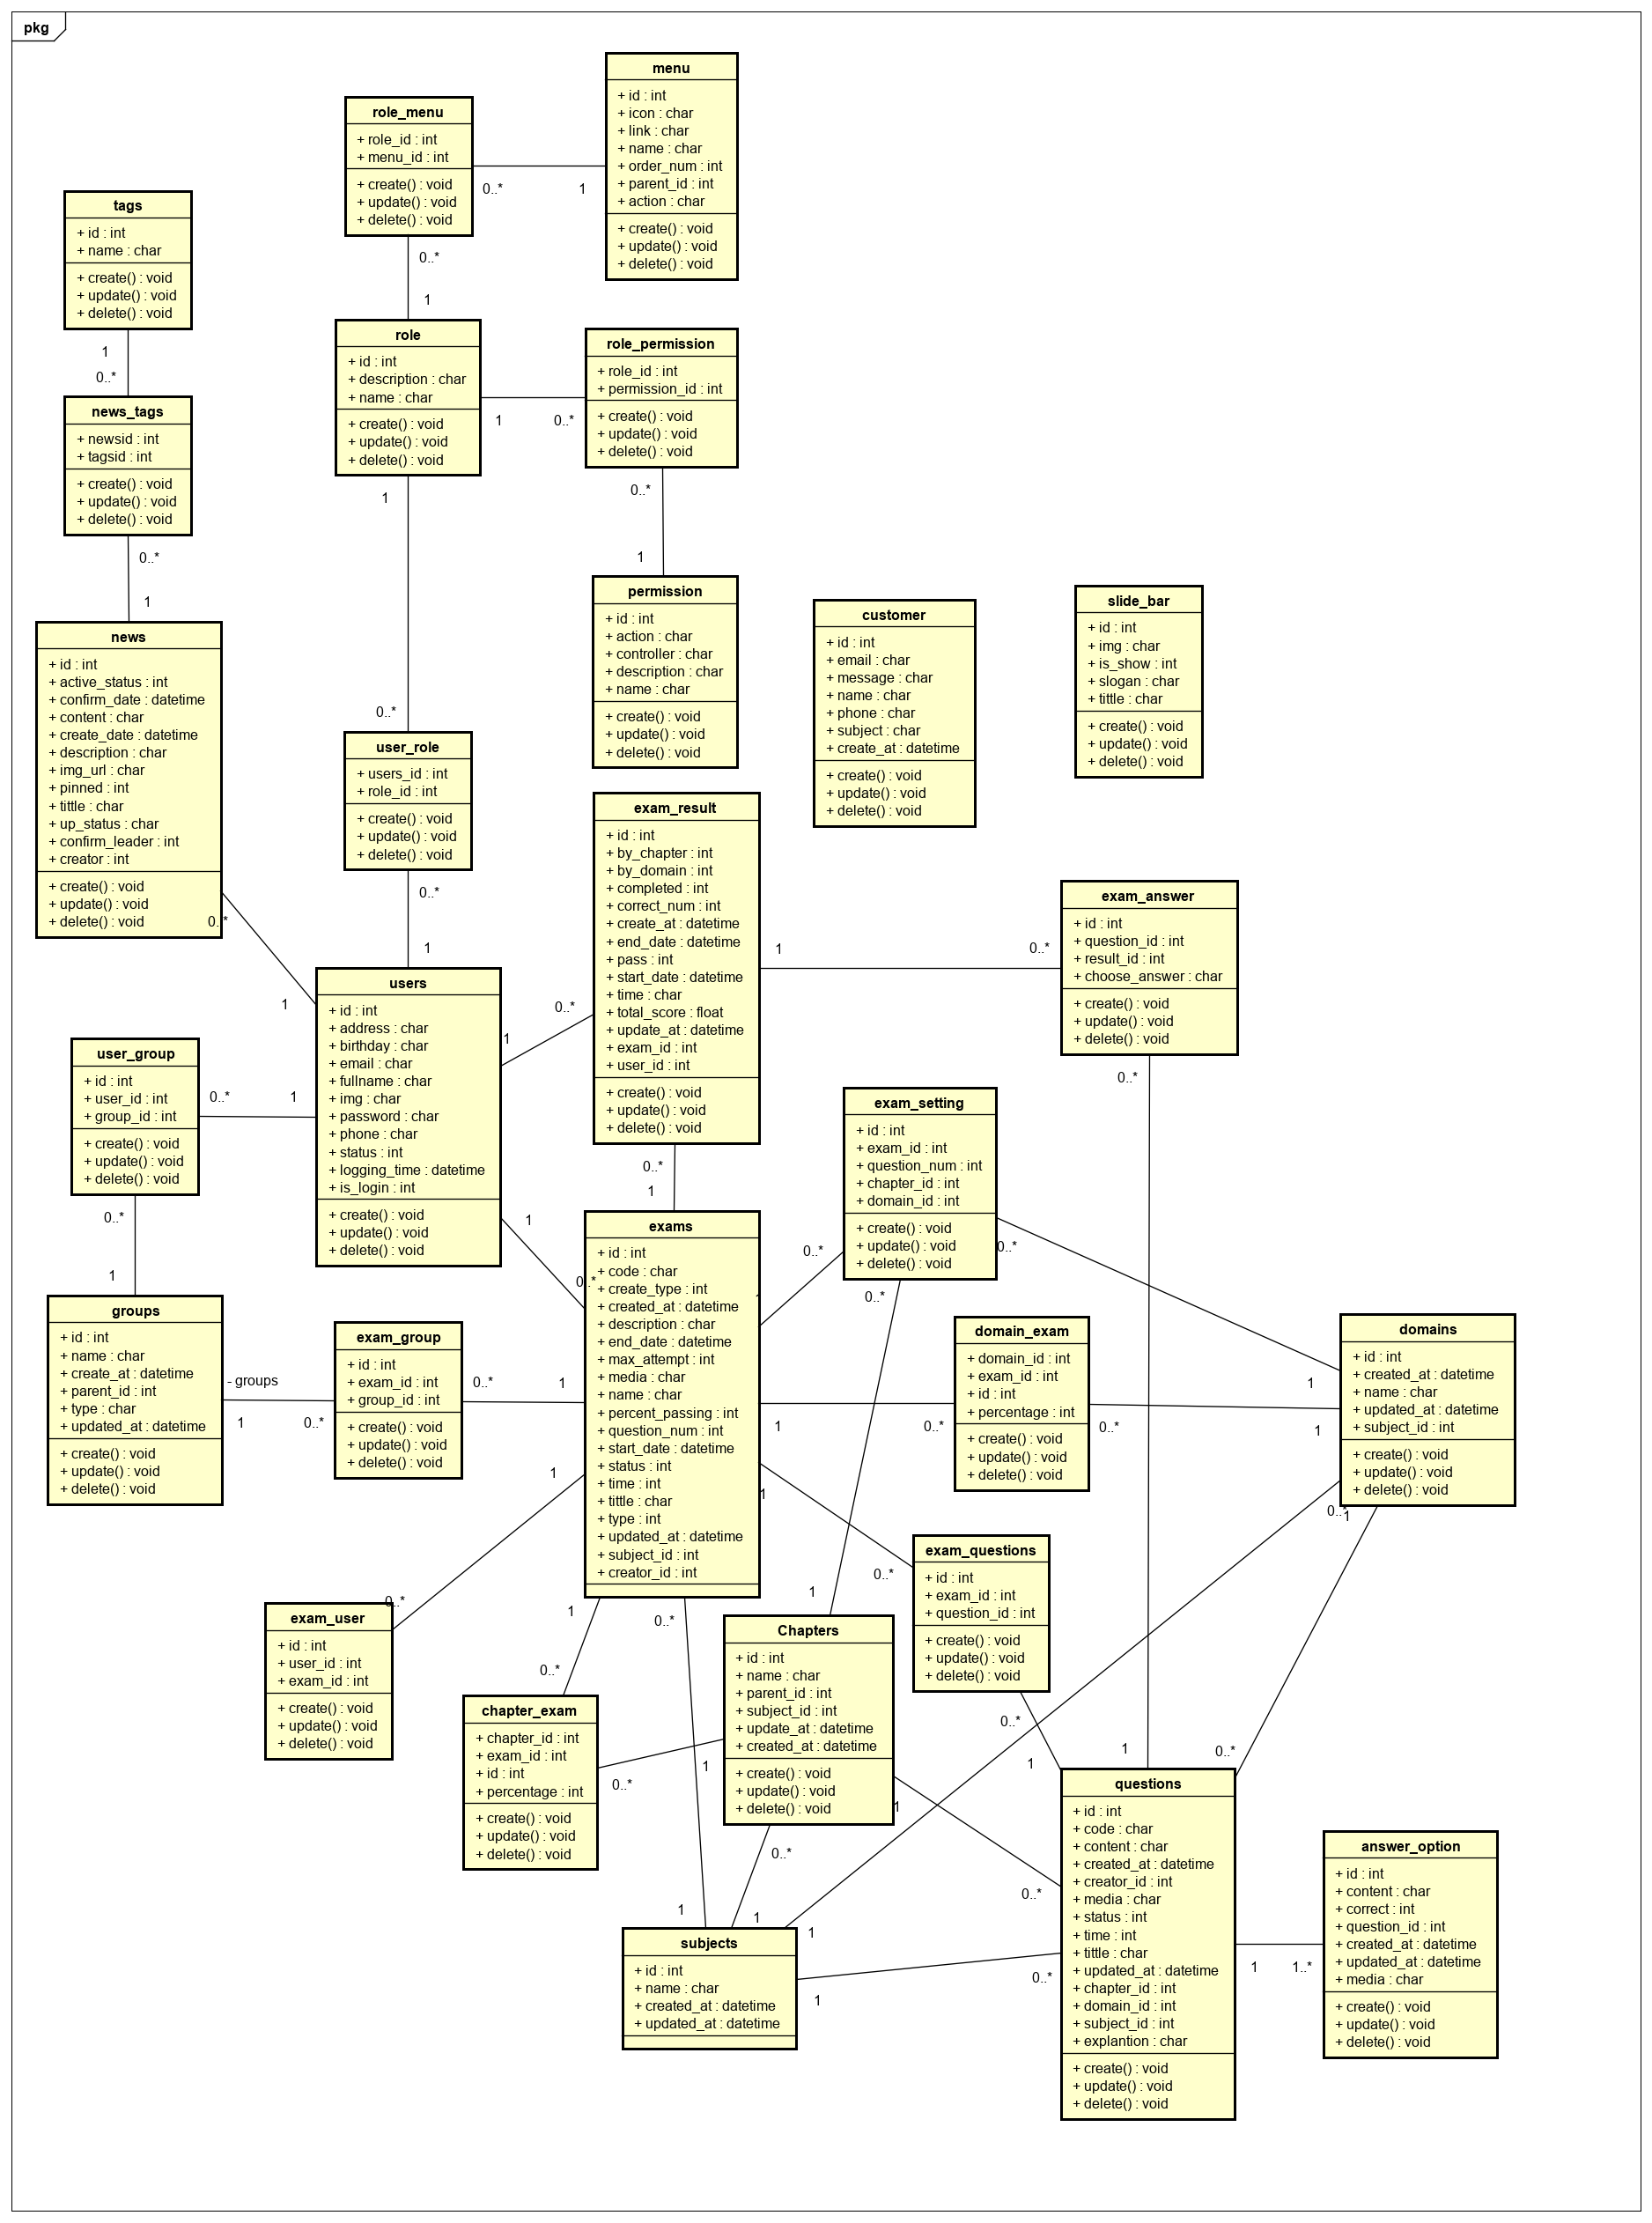 pkg
menu
+ id : int
+ icon : char
+ link : char
+ name : char
+ order_num : int
+ parent_id : int
+ action : char
+ create() : void
+ update() : void
+ delete() : void
role_menu
+ role_id : int
+ menu_id : int
+ create() : void
+ update() : void
+ delete() : void
0..*
1
0..*
1
tags
+ id : int
+ name : char
+ create() : void
+ update() : void
+ delete() : void
1
0..*
news_tags
+ newsid : int
+ tagsid : int
+ create() : void
+ update() : void
+ delete() : void
0..*
1
role
+ id : int
+ description : char
+ name : char
+ create() : void
+ update() : void
+ delete() : void
1
0..*
1
0..*
role_permission
+ role_id : int
+ permission_id : int
+ create() : void
+ update() : void
+ delete() : void
0..*
1
permission
+ id : int
+ action : char
+ controller : char
+ description : char
+ name : char
+ create() : void
+ update() : void
+ delete() : void
customer
+ id : int
+ email : char
+ message : char
+ name : char
+ phone : char
+ subject : char
+ create_at : datetime
+ create() : void
+ update() : void
+ delete() : void
slide_bar
+ id : int
+ img : char
+ is_show : int
+ slogan : char
+ tittle : char
+ create() : void
+ update() : void
+ delete() : void
news
+ id : int
+ active_status : int
+ confirm_date : datetime
+ content : char
+ create_date : datetime
+ description : char
+ img_url : char
+ pinned : int
+ tittle : char
+ up_status : char
+ confirm_leader : int
+ creator : int
+ create() : void
+ update() : void
+ delete() : void
0..*
1
user_role
+ users_id : int
+ role_id : int
+ create() : void
+ update() : void
+ delete() : void
0..*
1
exam_result
+ id : int
+ by_chapter : int
+ by_domain : int
+ completed : int
+ correct_num : int
+ create_at : datetime
+ end_date : datetime
+ pass : int
+ start_date : datetime
+ time : char
+ total_score : float
+ update_at : datetime
+ exam_id : int
+ user_id : int
+ create() : void
+ update() : void
+ delete() : void
1
0..*
0..*
1
exam_answer
+ id : int
+ question_id : int
+ result_id : int
+ choose_answer : char
+ create() : void
+ update() : void
+ delete() : void
0..*
1
users
+ id : int
+ address : char
+ birthday : char
+ email : char
+ fullname : char
+ img : char
+ password : char
+ phone : char
+ status : int
+ logging_time : datetime
+ is_login : int
+ create() : void
+ update() : void
+ delete() : void
0..*
1
1
0..*
user_group
+ id : int
+ user_id : int
+ group_id : int
+ create() : void
+ update() : void
+ delete() : void
0..*
1
0..*
1
exam_setting
+ id : int
+ exam_id : int
+ question_num : int
+ chapter_id : int
+ domain_id : int
+ create() : void
+ update() : void
+ delete() : void
0..*
0..*
0..*
1
1
exams
+ id : int
+ code : char
+ create_type : int
+ created_at : datetime
+ description : char
+ end_date : datetime
+ max_attempt : int
+ media : char
+ name : char
+ percent_passing : int
+ question_num : int
+ start_date : datetime
+ status : int
+ time : int
+ tittle : char
+ type : int
+ updated_at : datetime
+ subject_id : int
+ creator_id : int
groups
+ id : int
+ name : char
+ create_at : datetime
+ parent_id : int
+ type : char
+ updated_at : datetime
+ create() : void
+ update() : void
+ delete() : void
- groups
1
0..*
exam_group
+ id : int
+ exam_id : int
+ group_id : int
+ create() : void
+ update() : void
+ delete() : void
0..*
1
domain_exam
+ domain_id : int
+ exam_id : int
+ id : int
+ percentage : int
+ create() : void
+ update() : void
+ delete() : void
1
0..*
0..*
1
domains
+ id : int
+ created_at : datetime
+ name : char
+ updated_at : datetime
+ subject_id : int
+ create() : void
+ update() : void
+ delete() : void
0..*
1
1
0..*
1
0..*
exam_questions
+ id : int
+ exam_id : int
+ question_id : int
+ create() : void
+ update() : void
+ delete() : void
0..*
1
exam_user
+ id : int
+ user_id : int
+ exam_id : int
+ create() : void
+ update() : void
+ delete() : void
1
0..*
0..*
Chapters
+ id : int
+ name : char
+ parent_id : int
+ subject_id : int
+ update_at : datetime
+ created_at : datetime
+ create() : void
+ update() : void
+ delete() : void
chapter_exam
+ chapter_id : int
+ exam_id : int
+ id : int
+ percentage : int
+ create() : void
+ update() : void
+ delete() : void
1
0..*
1
0..*
0..*
0..*
1
1
1
questions
+ id : int
+ code : char
+ content : char
+ created_at : datetime
+ creator_id : int
+ media : char
+ status : int
+ time : int
+ tittle : char
+ updated_at : datetime
+ chapter_id : int
+ domain_id : int
+ subject_id : int
+ explantion : char
+ create() : void
+ update() : void
+ delete() : void
1
1..*
answer_option
+ id : int
+ content : char
+ correct : int
+ question_id : int
+ created_at : datetime
+ updated_at : datetime
+ media : char
+ create() : void
+ update() : void
+ delete() : void
subjects
+ id : int
+ name : char
+ created_at : datetime
+ updated_at : datetime
1
0..*